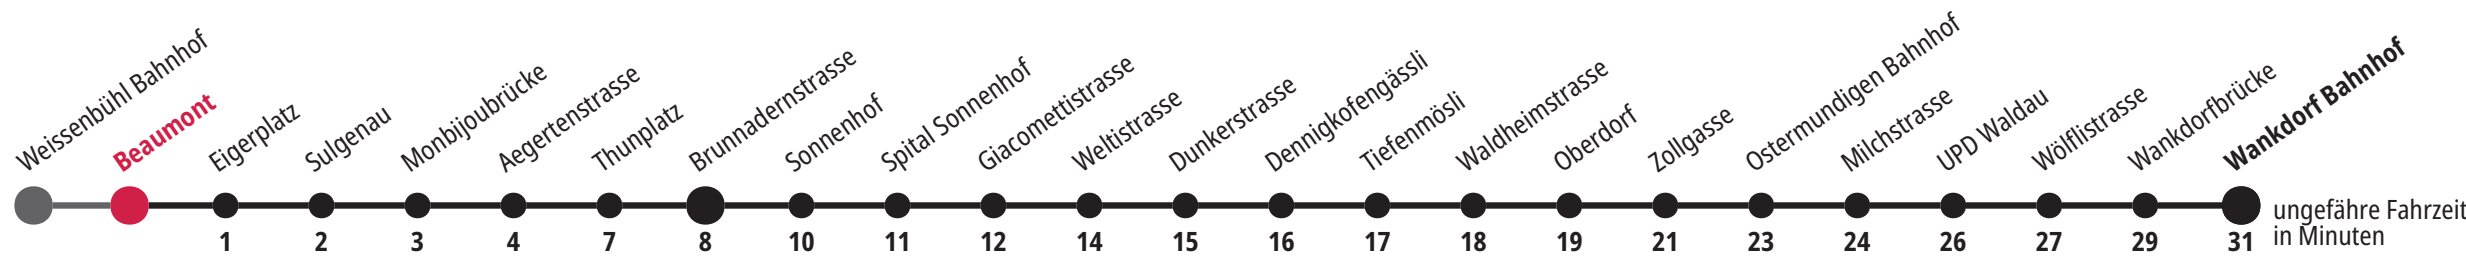 Weissenbühl Bahnhof
Beaumont
Eigerplatz
Sulgenau
Monbijoubrücke
Aegertenstrasse
Thunplatz
Brunnadernstrasse
Sonnenhof
Spital Sonnenhof
Giacomettistrasse
Weltistrasse
Dunkerstrasse
Dennigkofengässli
Tiefenmösli
Waldheimstrasse
Oberdorf
Zollgasse
Ostermundigen Bahnhof
Milchstrasse
UPD Waldau
Wölflistrasse
Wankdorfbrücke
Wankdorf Bahnhof
1 2 3 4 7 8 10 11 12 14 15 16 17 18 19 21 23 24 26 27 29 31
ungefähre Fahrzeit
in Minuten